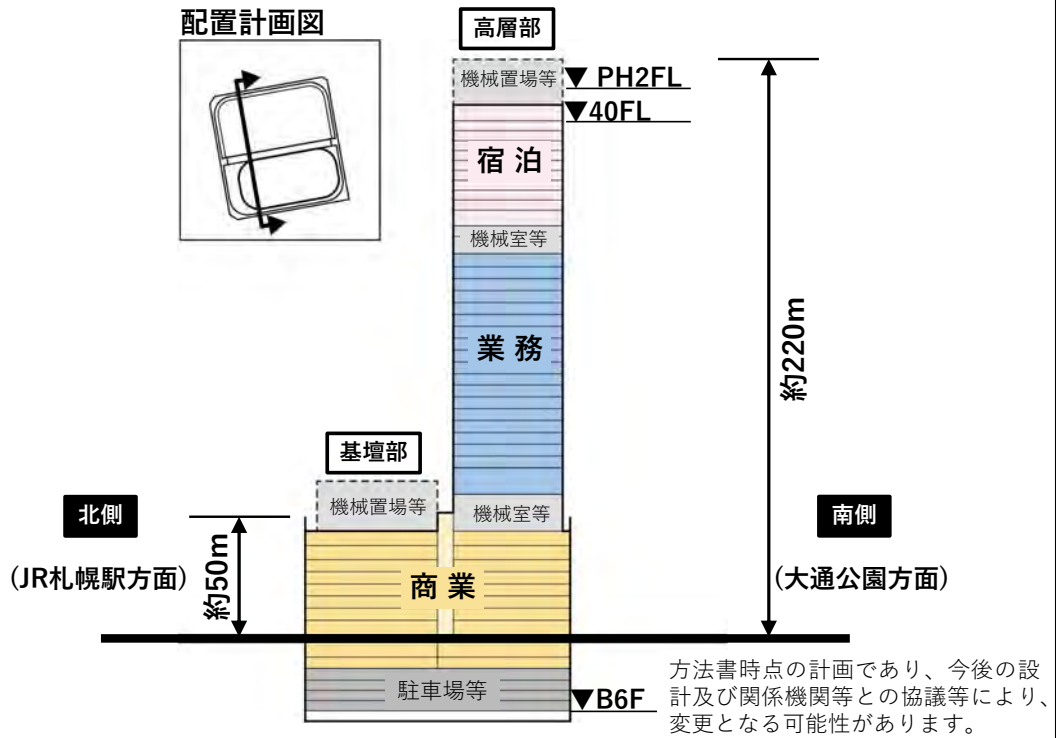 配置計画図
高層部
機械置場等
▼ PH2FL
▼40FL
宿 泊
機械室等
業 務
約220m
基壇部
機械置場等
機械室等
北側
南側
(JR札幌駅方面)
約50m
商 業
(大通公園方面)
駐車場等
▼B6F
方法書時点の計画であり、今後の設
計及び関係機関等との協議等により、
変更となる可能性があります。